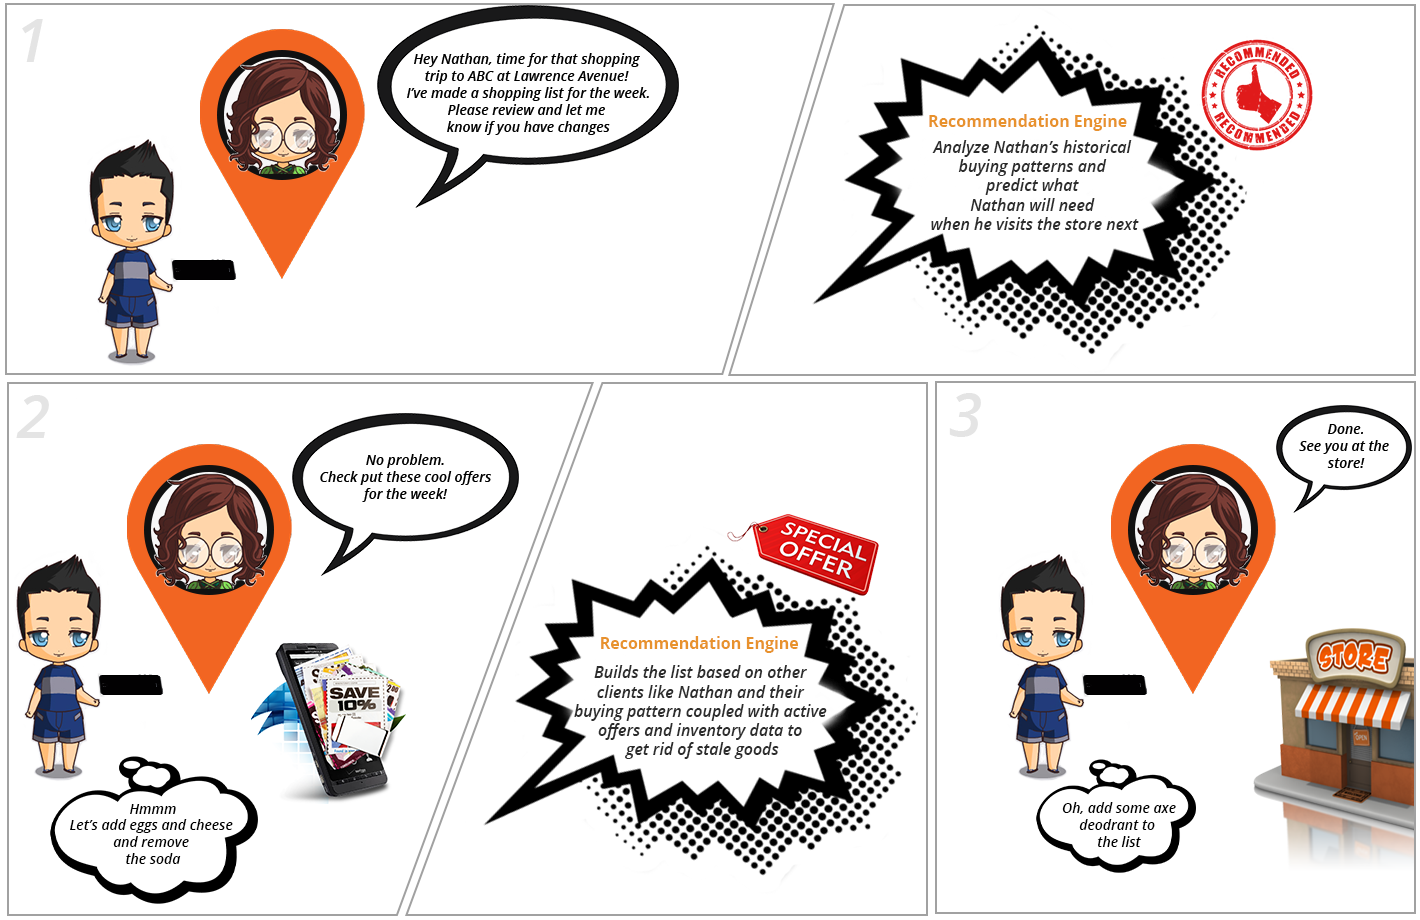 1
Hey Nathan, time for that shopping
trip to ABC at Lawrence Avenue!
I've made a shopping list for the week.
Please review and let me
know if you have changes
Recommendation Engine
Analyze Nathan's historical
buying patterns and
predict what
Nathan will need
when he visits the store next
RECOMMENDED
RECOMMENDED
2
No problem.
Check put these cool offers
for the week!
SAVE
10%
Hmmm
Let's add eggs and cheese
and remove
the soda
SPECIAL
OFFER
Recommendation Engine
Builds the list based on other
clients like Nathan and their
buying pattern coupled with active
offers and inventory data to
get rid of stale goods
3
Done.
See you at the
store!
STORE
OPEN
Oh, add some axe
deodrant to
the list